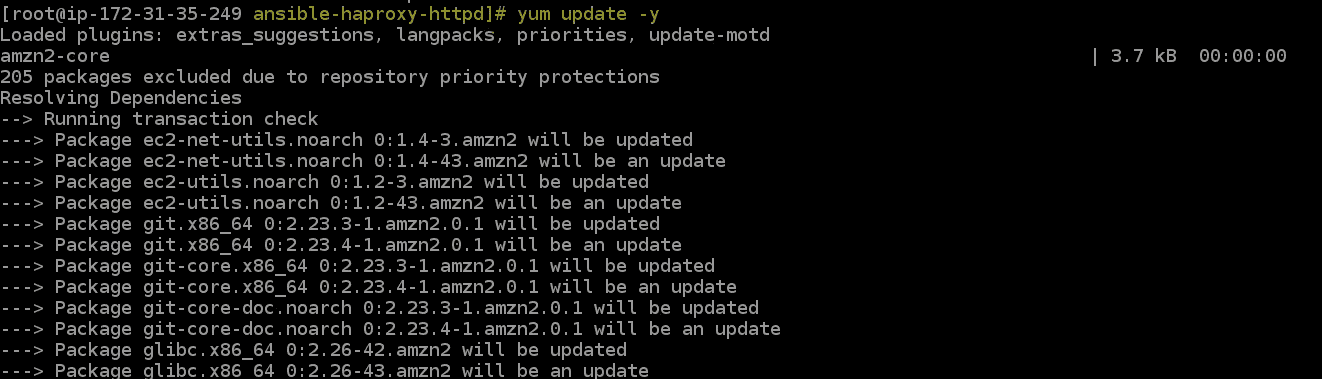 [root@ip-172-31-35-249 ansible-haproxy-httpd]# yum update -y
Loaded plugins: extras_suggestions, langpacks, priorities, update-motd
amzn2-core | 3.7 kB 00:00:00
205 packages excluded due to repository priority protections
Resolving Dependencies
--> Running transaction check
---> Package ec2-net-utils.noarch 0:1.4-3.amzn2 will be updated
---> Package ec2-net-utils.noarch 0:1.4-43.amzn2 will be an update
---> Package ec2-utils.noarch 0:1.2-3.amzn2 will be updated
---> Package ec2-utils.noarch 0:1.2-43.amzn2 will be an update
---> Package git.x86_64 0:2.23.3-1.amzn2.0.1 will be updated
---> Package git.x86_64 0:2.23.4-1.amzn2.0.1 will be an update
---> Package git-core.x86_64 0:2.23.3-1.amzn2.0.1 will be updated
---> Package git-core.x86_64 0:2.23.4-1.amzn2.0.1 will be an update
---> Package git-core-doc.noarch 0:2.23.3-1.amzn2.0.1 will be updated
---> Package git-core-doc.noarch 0:2.23.4-1.amzn2.0.1 will be an update
---> Package glibc.x86_64 0:2.26-42.amzn2 will be updated
---> Package glibc.x86_64 0:2.26-43.amzn2 will be an update